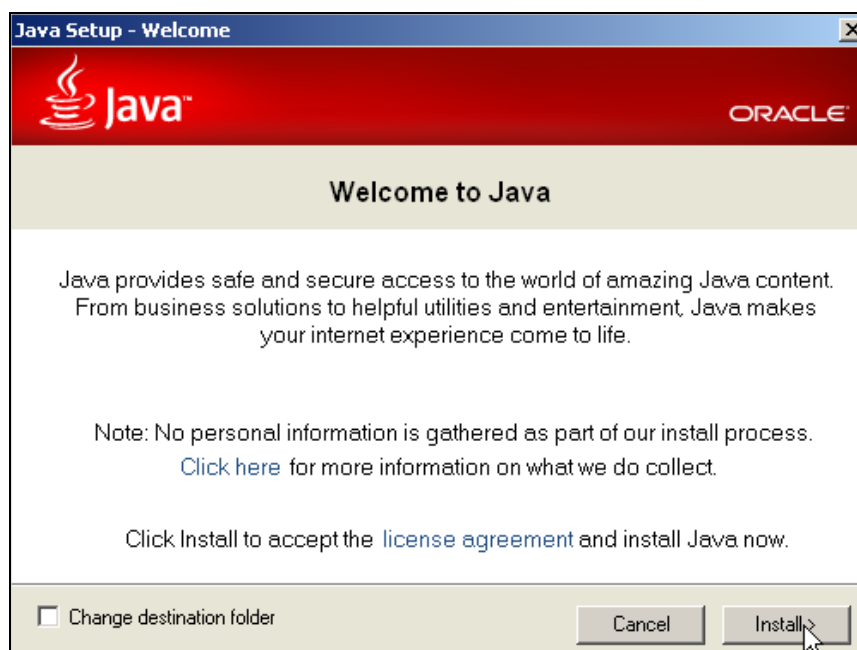 Java Setup - Welcome
Java™
ORACLE
Welcome to Java
Java provides safe and secure access to the world of amazing Java content.
From business solutions to helpful utilities and entertainment, Java makes
your internet experience come to life.
Note: No personal information is gathered as part of our install process.
Click here for more information on what we do collect.
Click Install to accept the license agreement and install Java now.
Change destination folder
Cancel
Install >